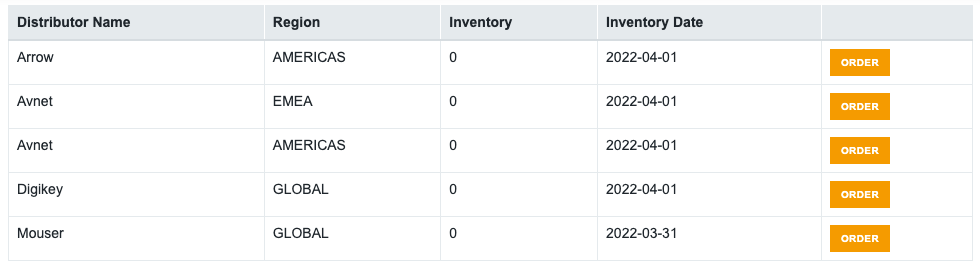 Distributor Name Region Inventory Inventory Date
Arrow AMERICAS 0 2022-04-01 ORDER
Avnet EMEA 0 2022-04-01 ORDER
Avnet AMERICAS 0 2022-04-01 ORDER
Digikey GLOBAL 0 2022-04-01 ORDER
Mouser GLOBAL 0 2022-03-31 ORDER